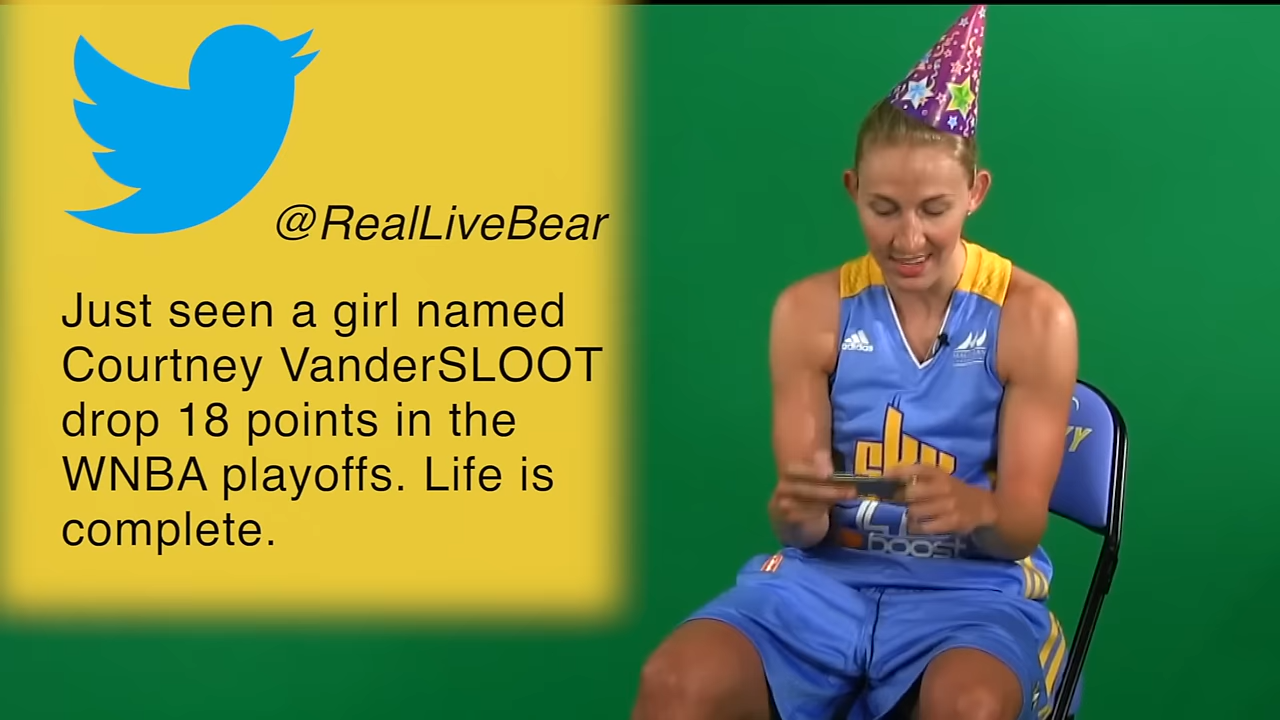 @RealLiveBear
Just seen a girl named
Courtney VanderSLOOT
drop 18 points in the
WNBA playoffs. Life is
complete.
adidas
SKY
boost